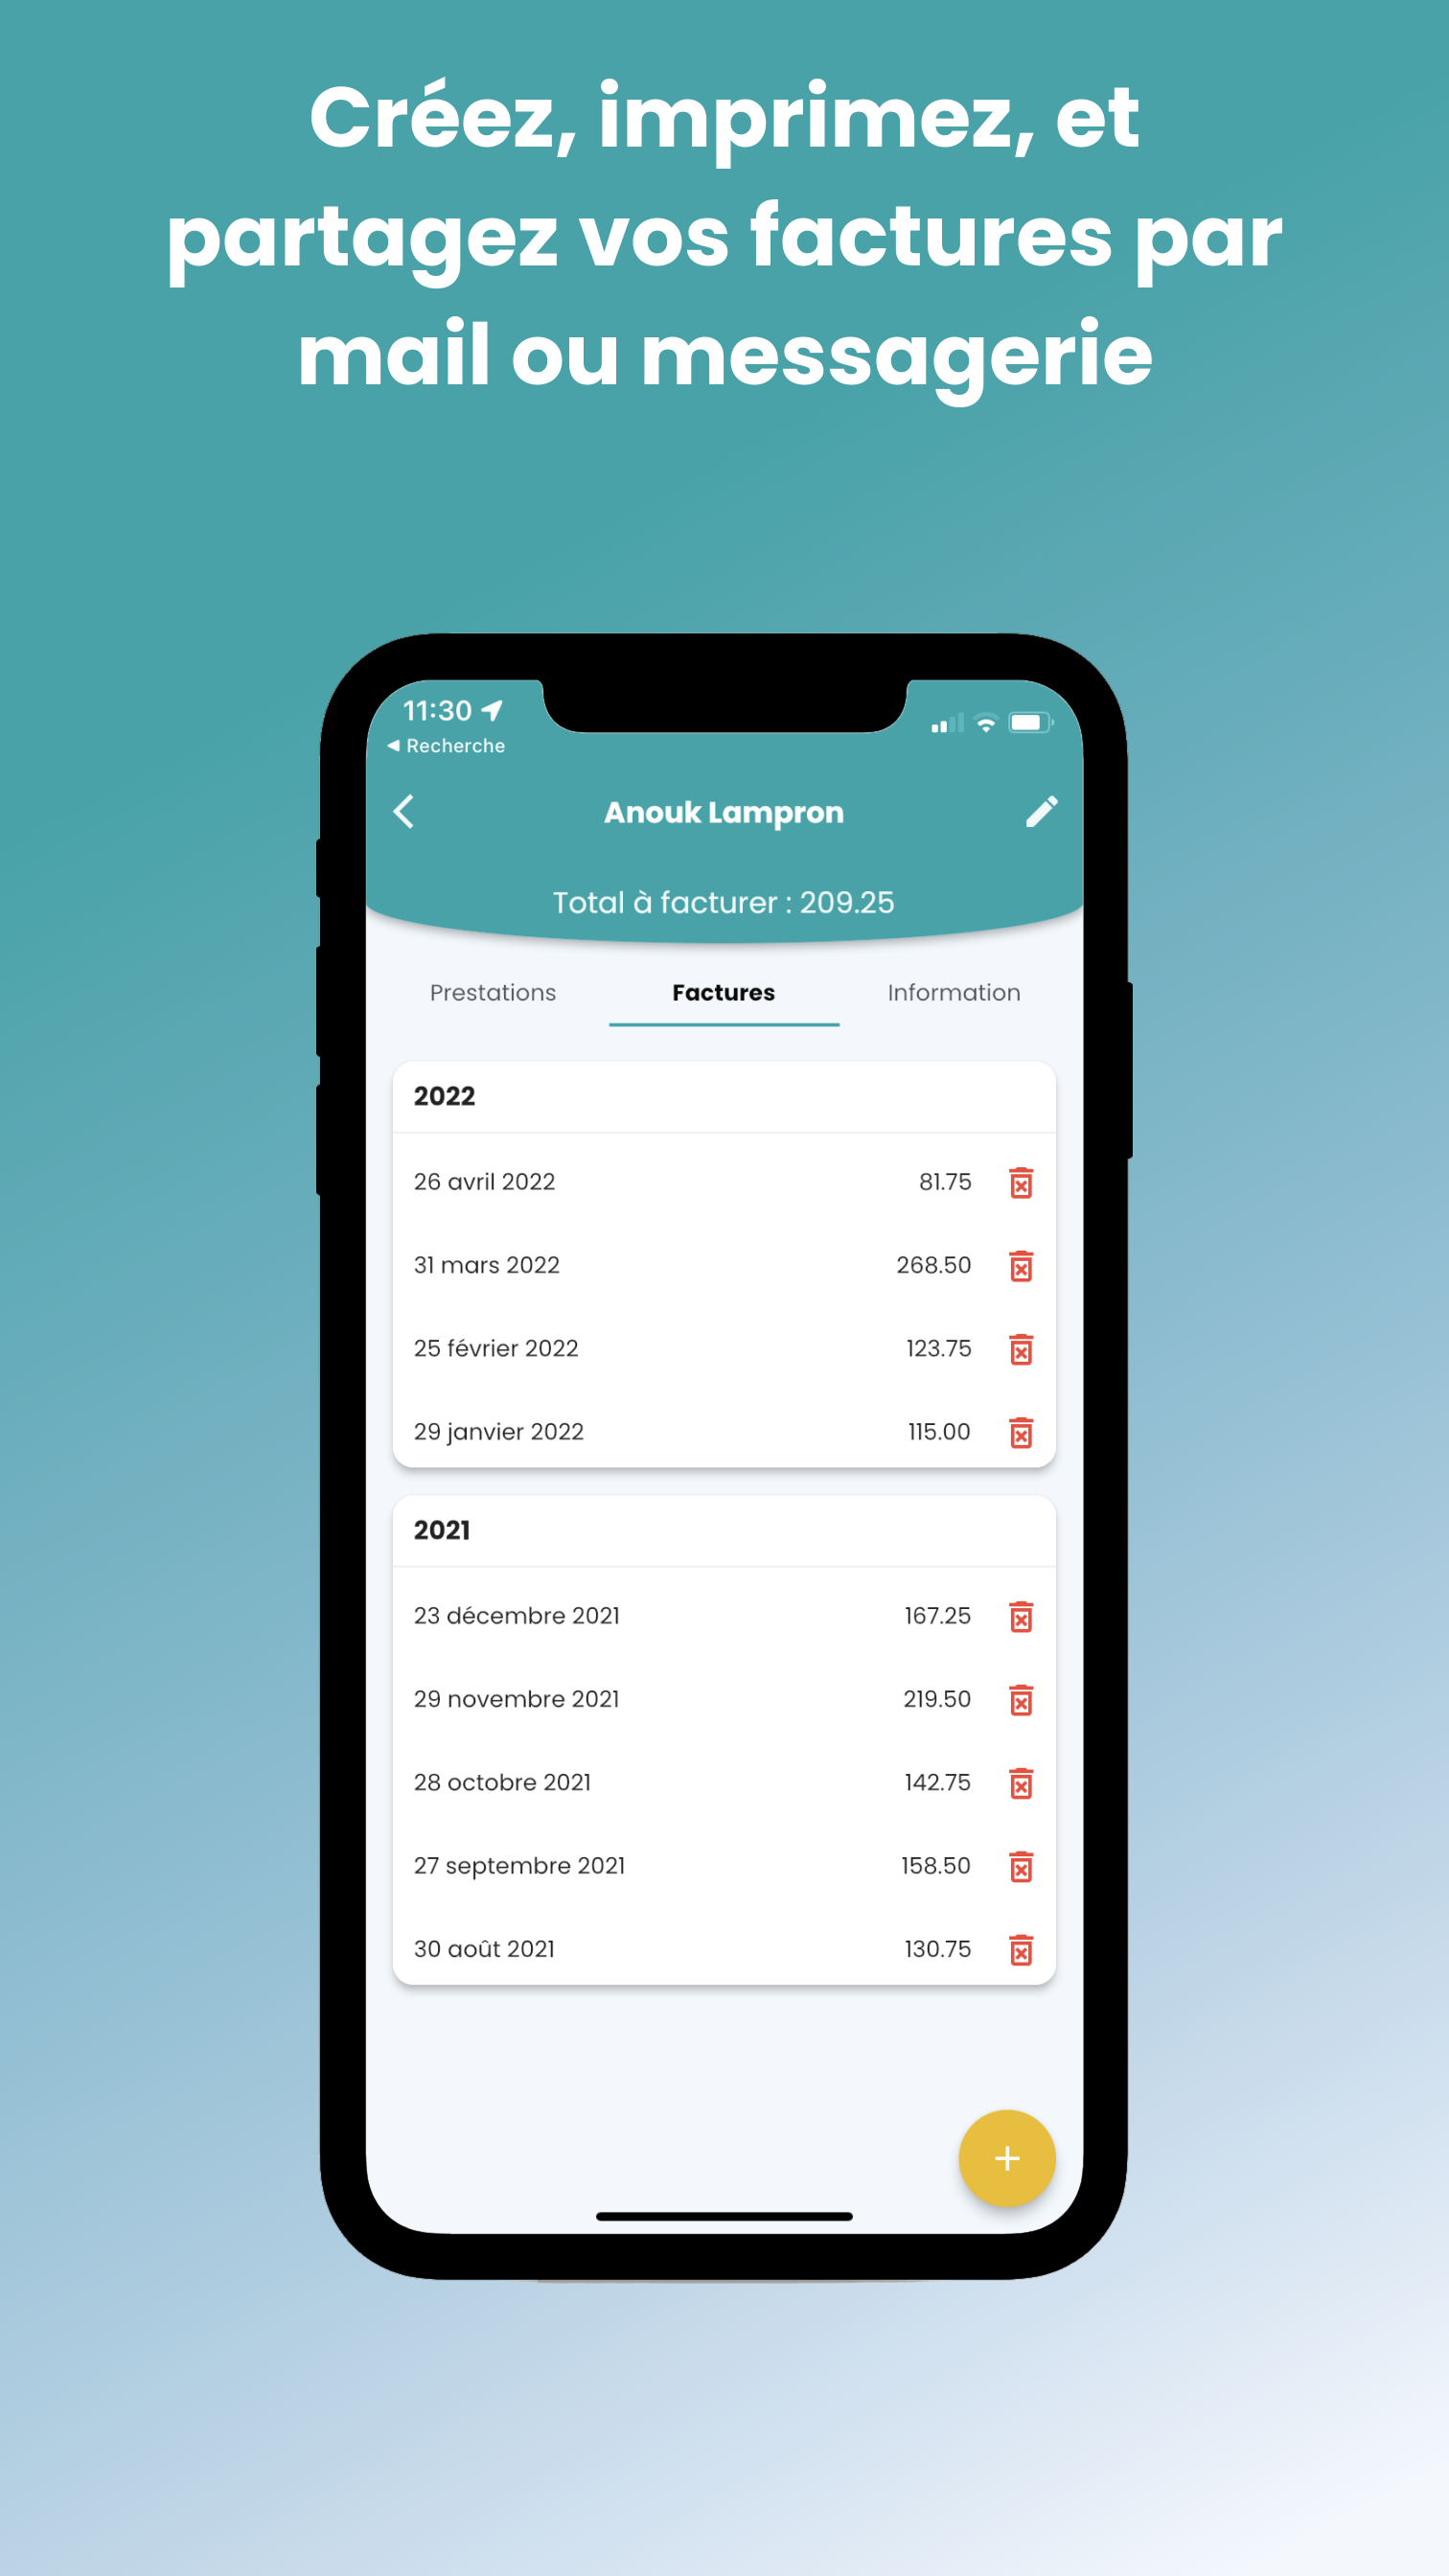 Créez, imprimez, et
partagez vos factures par
mail ou messagerie
11:30
◀ Recherche
Anouk Lampron
Total à facturer : 209.25
Prestations Factures Information
2022
26 avril 2022 81.75
31 mars 2022 268.50
25 février 2022 123.75
29 janvier 2022 115.00
2021
23 décembre 2021 167.25
29 novembre 2021 219.50
28 octobre 2021 142.75
27 septembre 2021 158.50
30 août 2021 130.75
+